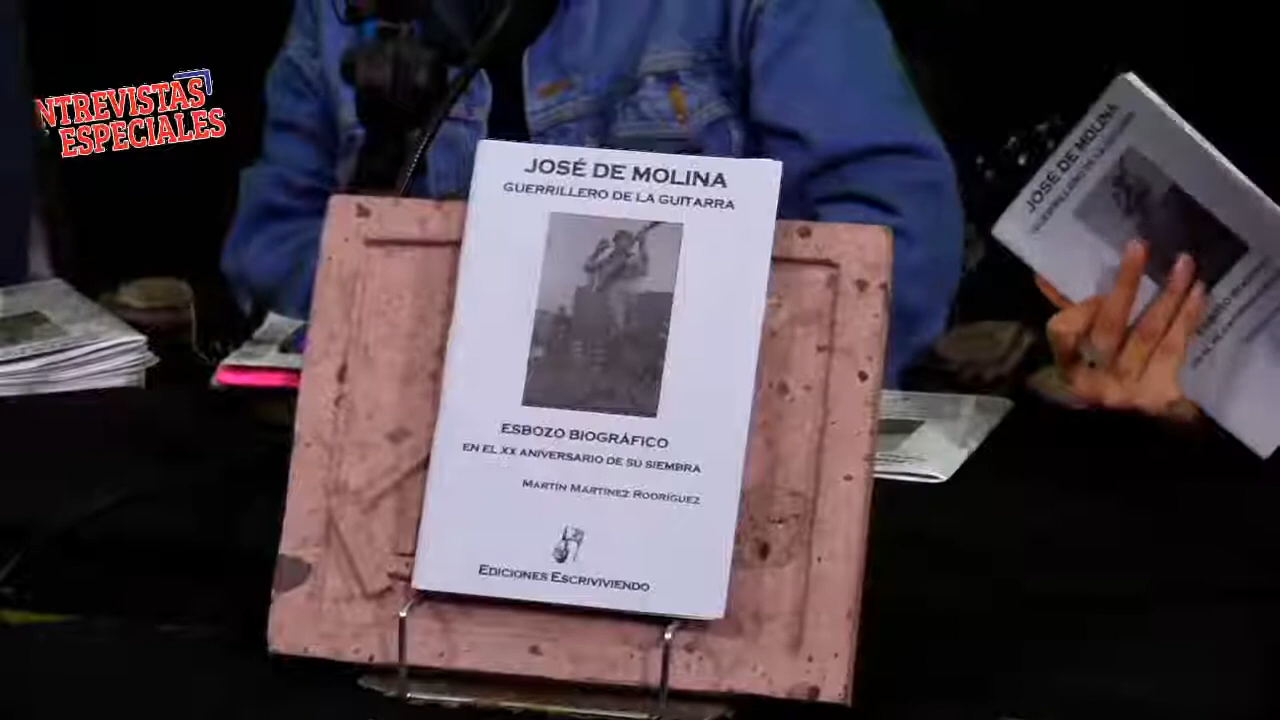 NTREVISTAS
ESPECIALES
JOSÉ DE MOLINA
GUERRILLERO DE LA GUITARRA
ESBOZO BIOGRÁFICO
EN EL XX ANIVERSARIO DE SU SIEMBRA
MARTÍN MARTÍNEZ RODRÍGUEZ
EDICIONES ESCRIVIVIENDO
JOSÉ DE MOLINA